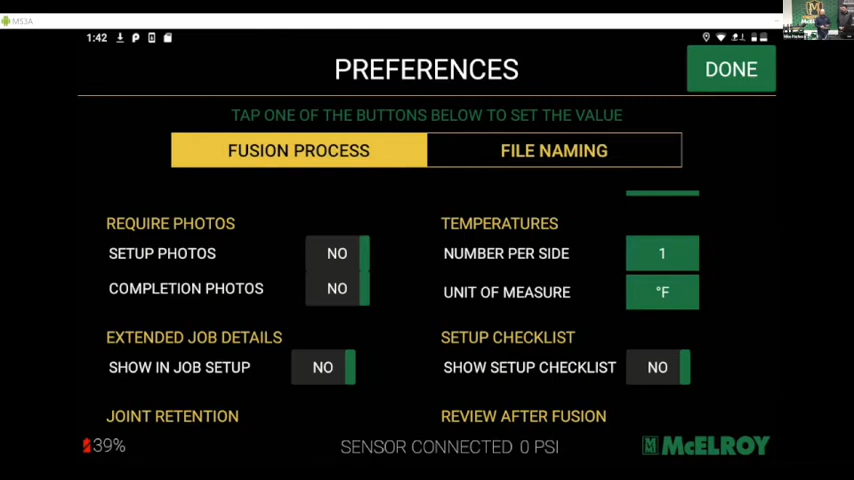 MS3A
1:42
PREFERENCES
DONE
TAP ONE OF THE BUTTONS BELOW TO SET THE VALUE
FUSION PROCESS
FILE NAMING
REQUIRE PHOTOS
TEMPERATURES
SETUP PHOTOS NO
NUMBER PER SIDE 1
COMPLETION PHOTOS NO
UNIT OF MEASURE °F
EXTENDED JOB DETAILS
SETUP CHECKLIST
SHOW IN JOB SETUP NO
SHOW SETUP CHECKLIST NO
JOINT RETENTION
REVIEW AFTER FUSION
39%
SENSOR CONNECTED 0 PSI
McELROY